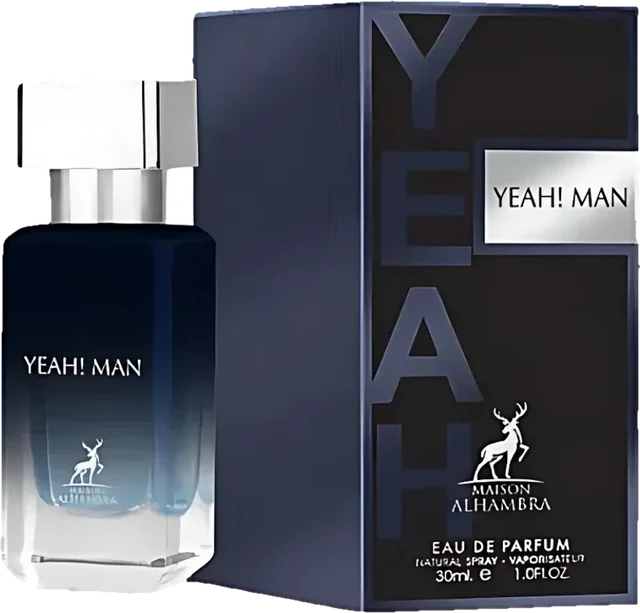 YEAH! MAN
MAISON
ALHAMBRA
YEAH
YEAH! MAN
MAISON
ALHAMBRA
EAU DE PARFUM
NATURAL SPRAY - VAPORISATEUR
30ml. e 1.0FLOZ.